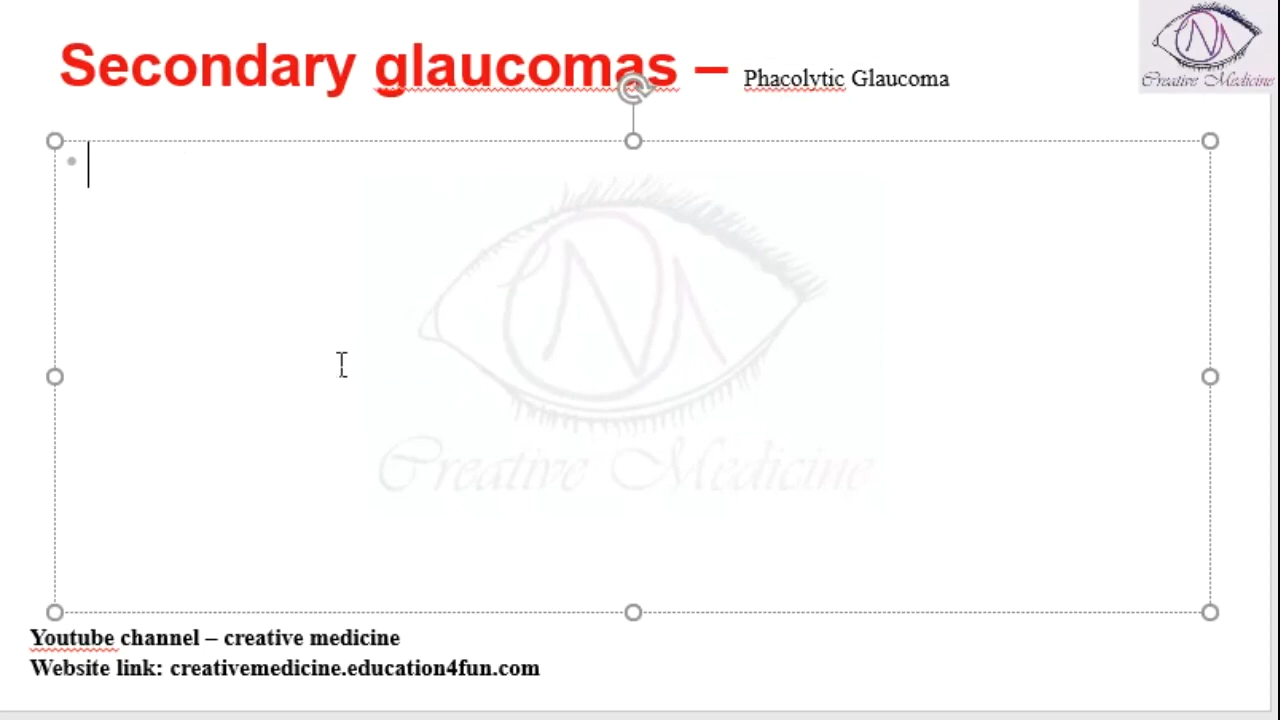 Secondary glaucomas – Phacolytic Glaucoma
Creative Medicine
Creative Medicine
Youtube channel – creative medicine
Website link: creativemedicine.education4fun.com